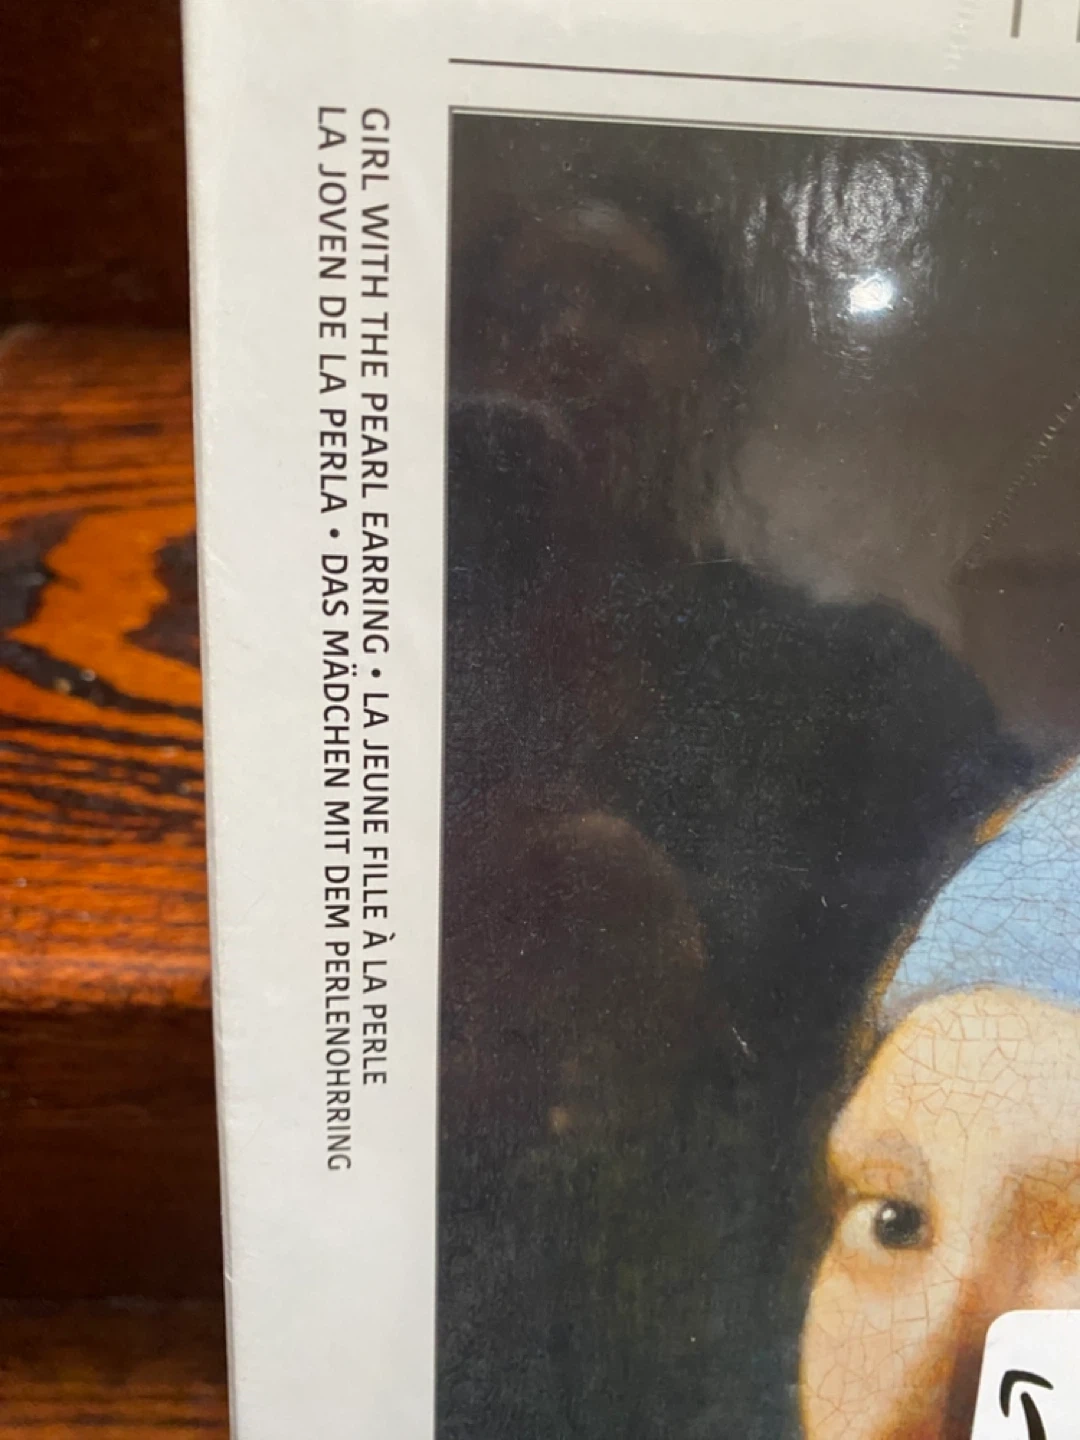 GIRL WITH THE PEARL EARRING • LA JEUNE FILLE À LA PERLE
LA JOVEN DE LA PERLA • DAS MÄDCHEN MIT DEM PERLENOHRRING